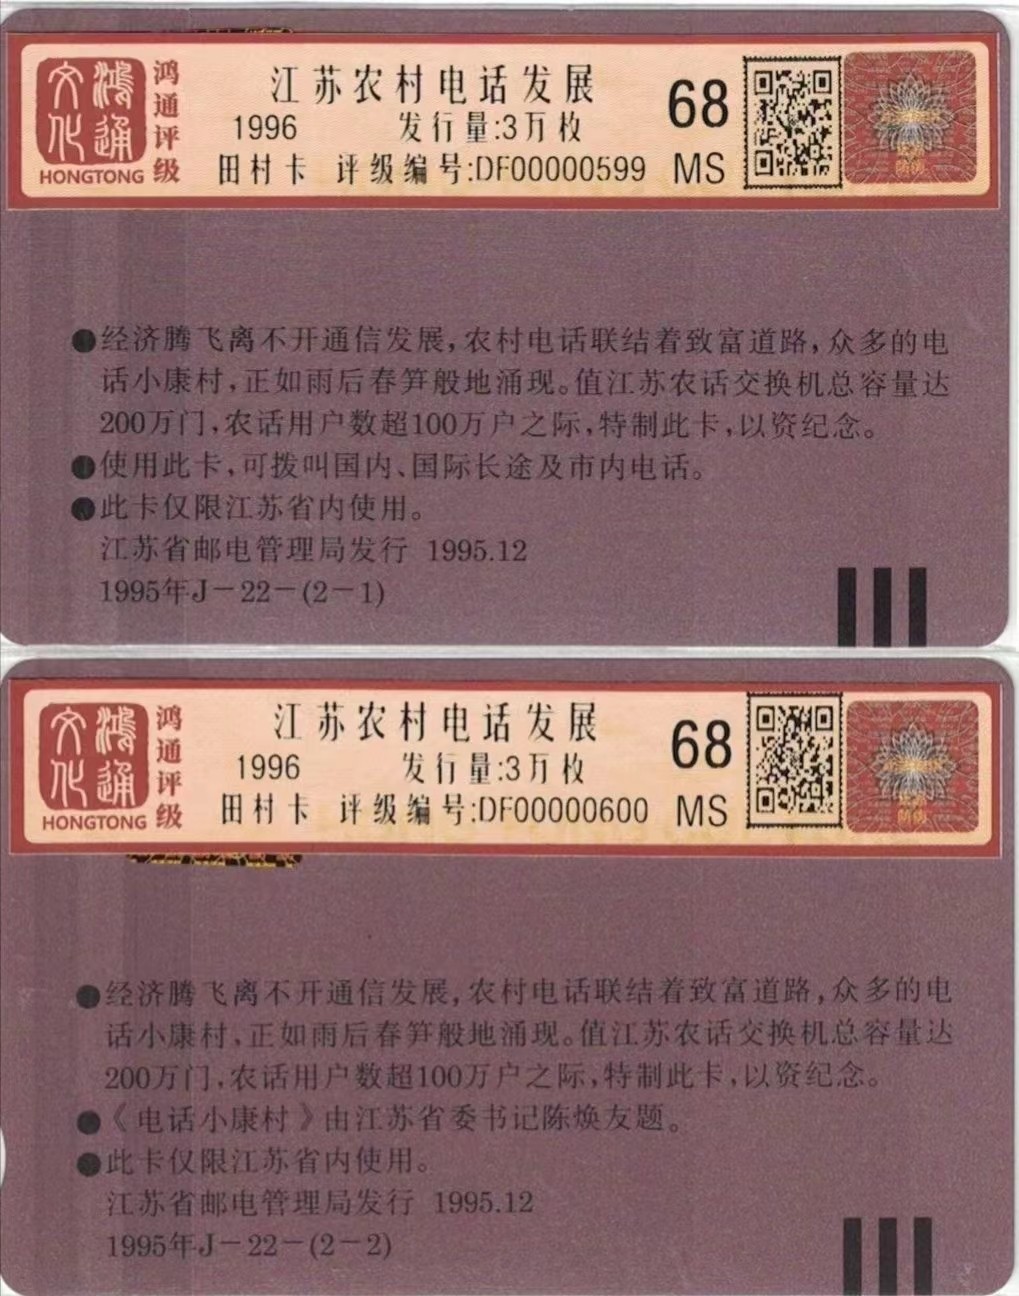 鸿通文化
HONGTONG
鸿通评级
江苏农村电话发展
1996 发行量:3万枚
田村卡 评级编号:DF00000599
68
MS
防伪
●经济腾飞离不开通信发展,农村电话联结着致富道路,众多的电
话小康村,正如雨后春笋般地涌现。值江苏农话交换机总容量达
200万门,农话用户数超100万户之际,特制此卡,以资纪念。
●使用此卡,可拨叫国内、国际长途及市内电话。
●此卡仅限江苏省内使用。
江苏省邮电管理局发行 1995.12
1995年J-22-(2-1)
鸿通文化
HONGTONG
鸿通评级
江苏农村电话发展
1996 发行量:3万枚
田村卡 评级编号:DF00000600
68
MS
防伪
●经济腾飞离不开通信发展,农村电话联结着致富道路,众多的电
话小康村,正如雨后春笋般地涌现。值江苏农话交换机总容量达
200万门,农话用户数超100万户之际,特制此卡,以资纪念。
●《电话小康村》由江苏省委书记陈焕友题。
●此卡仅限江苏省内使用。
江苏省邮电管理局发行 1995.12
1995年J-22-(2-2)